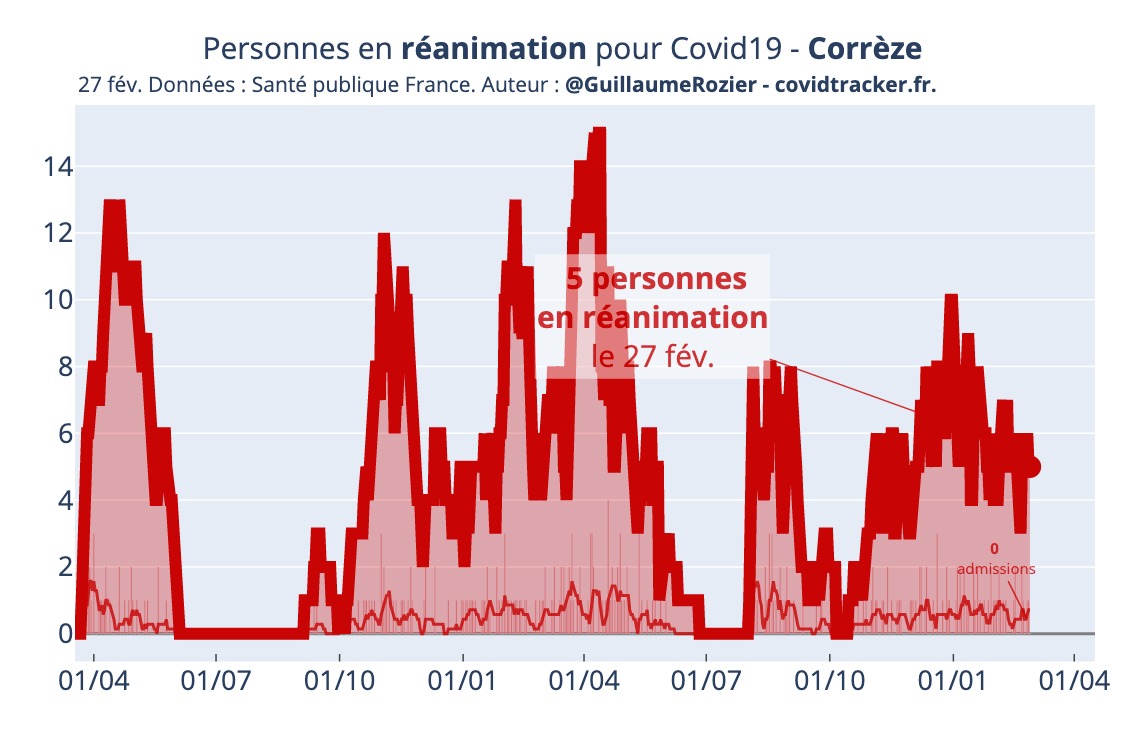 Personnes en réanimation pour Covid19 - Corrèze
27 fév. Données : Santé publique France. Auteur : @GuillaumeRozier - covidtracker.fr.
14
12
10
8
6
4
2
0
5 personnes
en réanimation
le 27 fév.
0
admissions
01/04 01/07 01/10 01/01 01/04 01/07 01/10 01/01 01/04